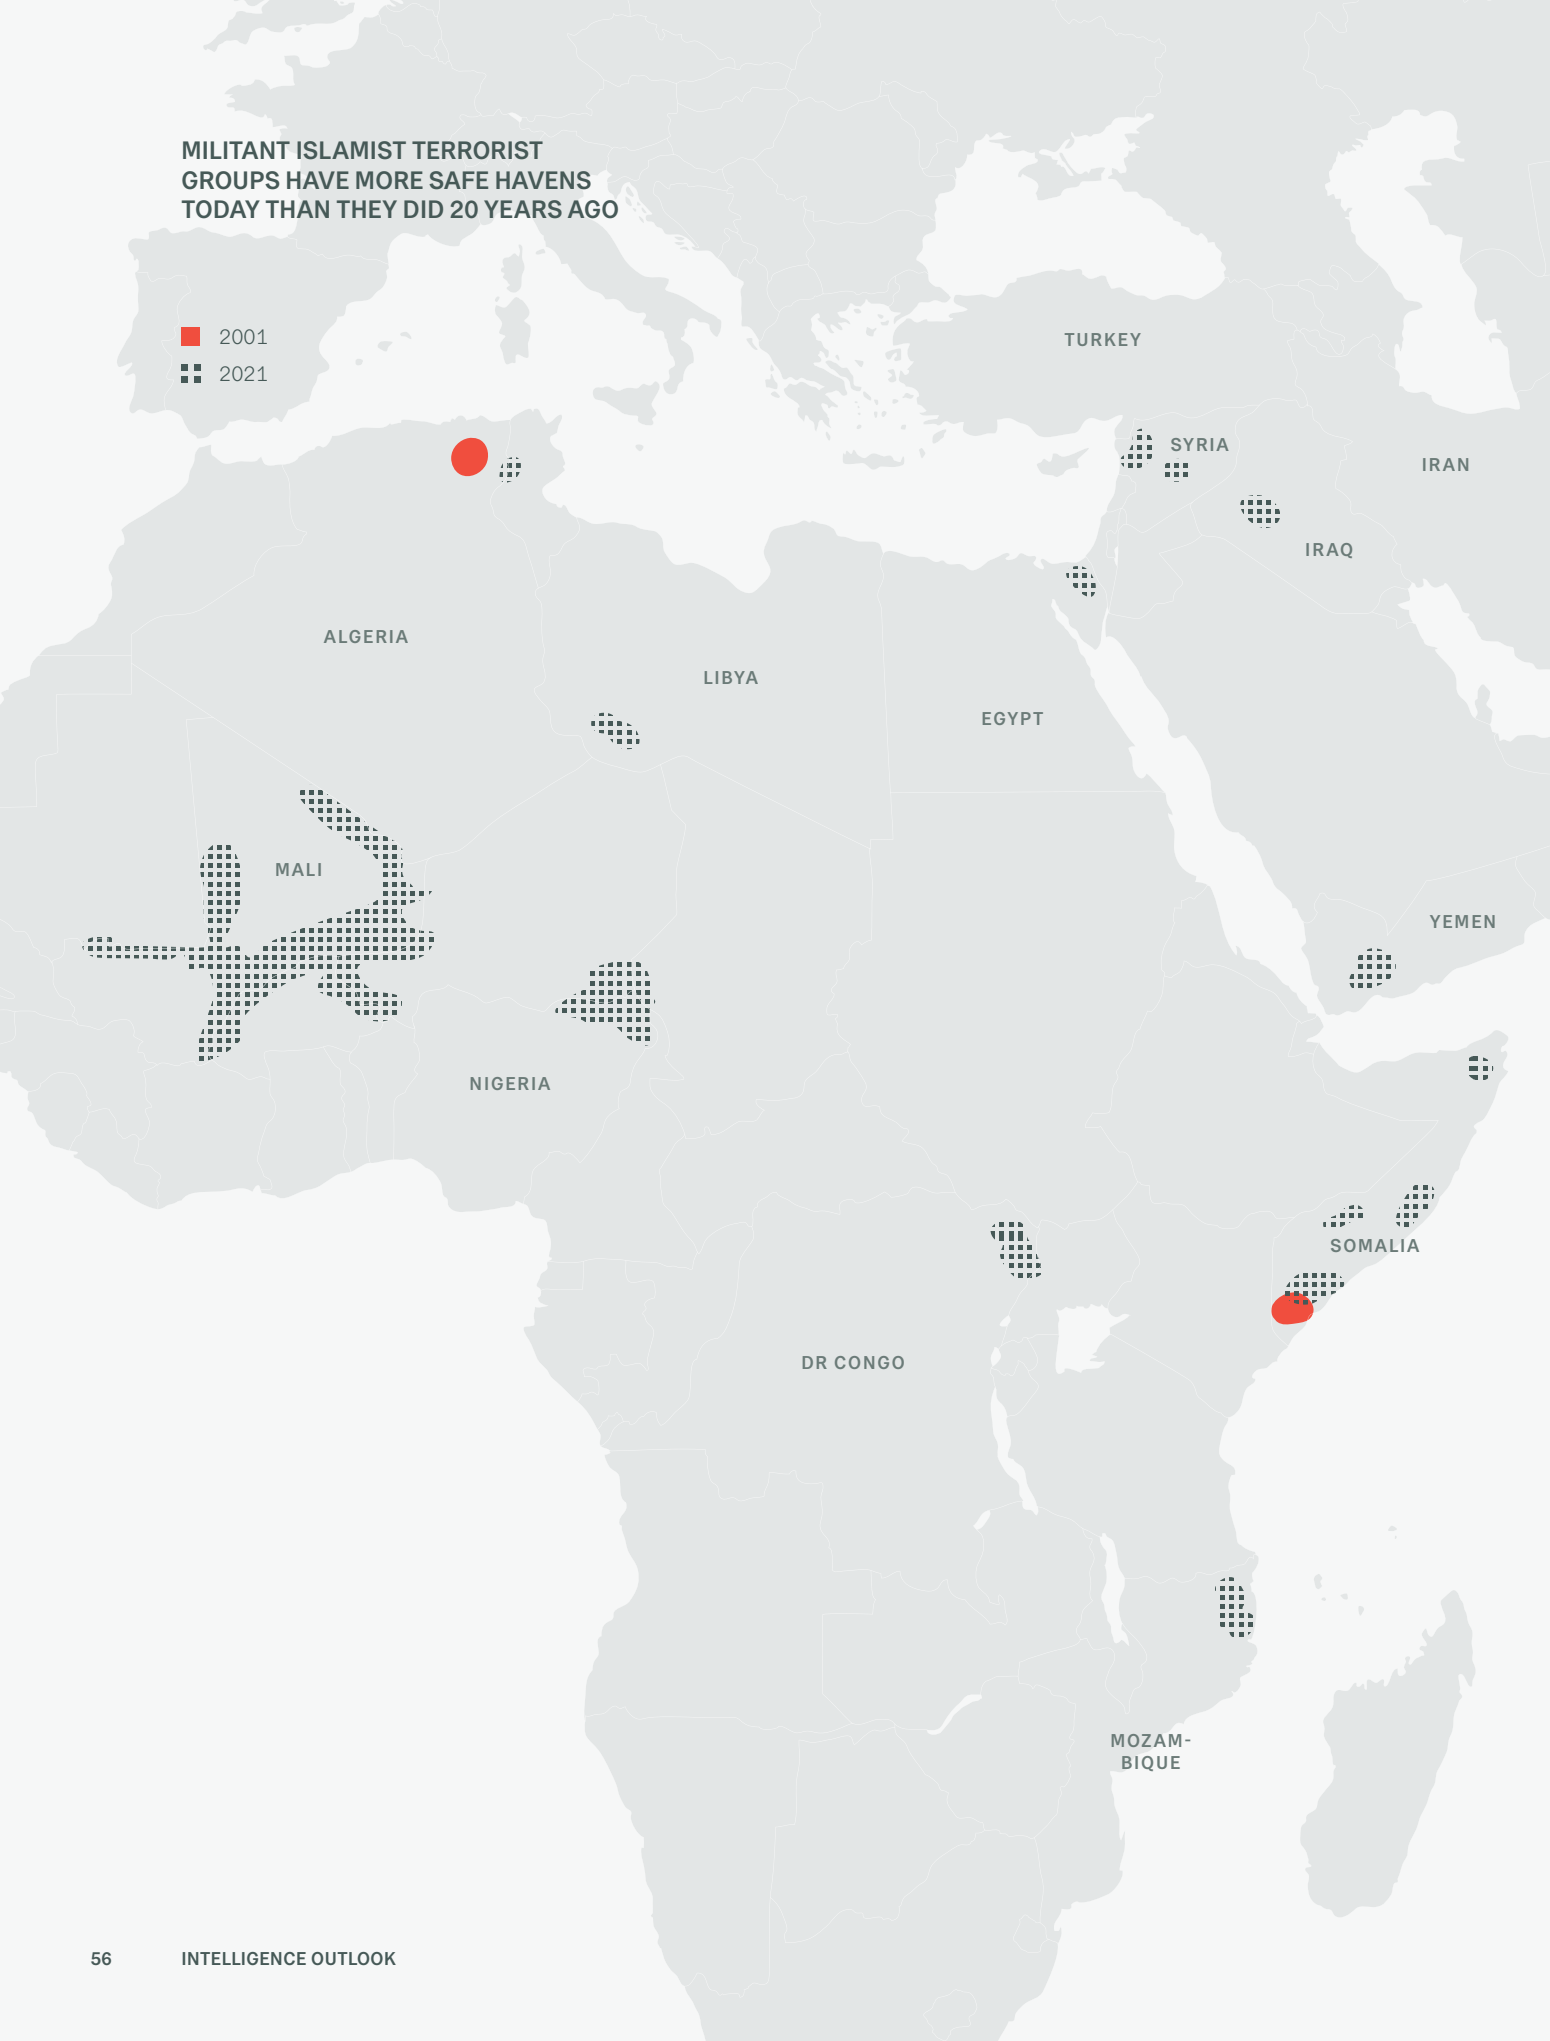 MILITANT ISLAMIST TERRORIST
GROUPS HAVE MORE SAFE HAVENS
TODAY THAN THEY DID 20 YEARS AGO
2001
2021
TURKEY
SYRIA
IRAN
IRAQ
ALGERIA
LIBYA
EGYPT
MALI
YEMEN
NIGERIA
SOMALIA
DR CONGO
MOZAM-
BIQUE
56 INTELLIGENCE OUTLOOK